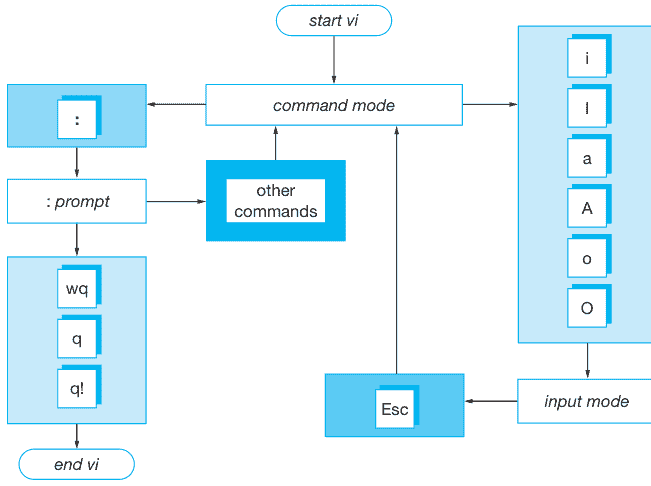 start vi
command mode
:
: prompt
other
commands
wq
q
q!
end vi
i
I
a
A
o
O
input mode
Esc